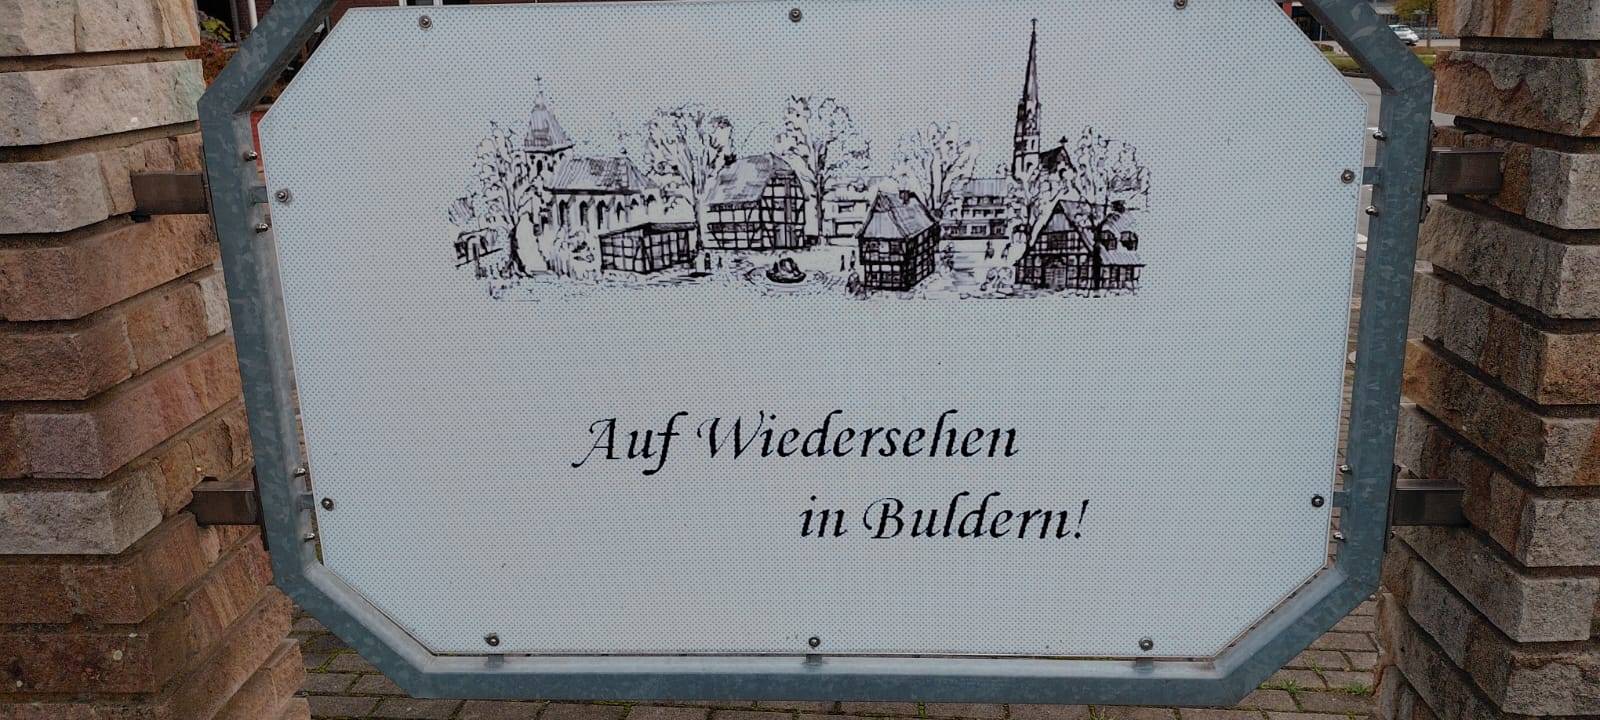 Auf Wiedersehen
in Buldern!